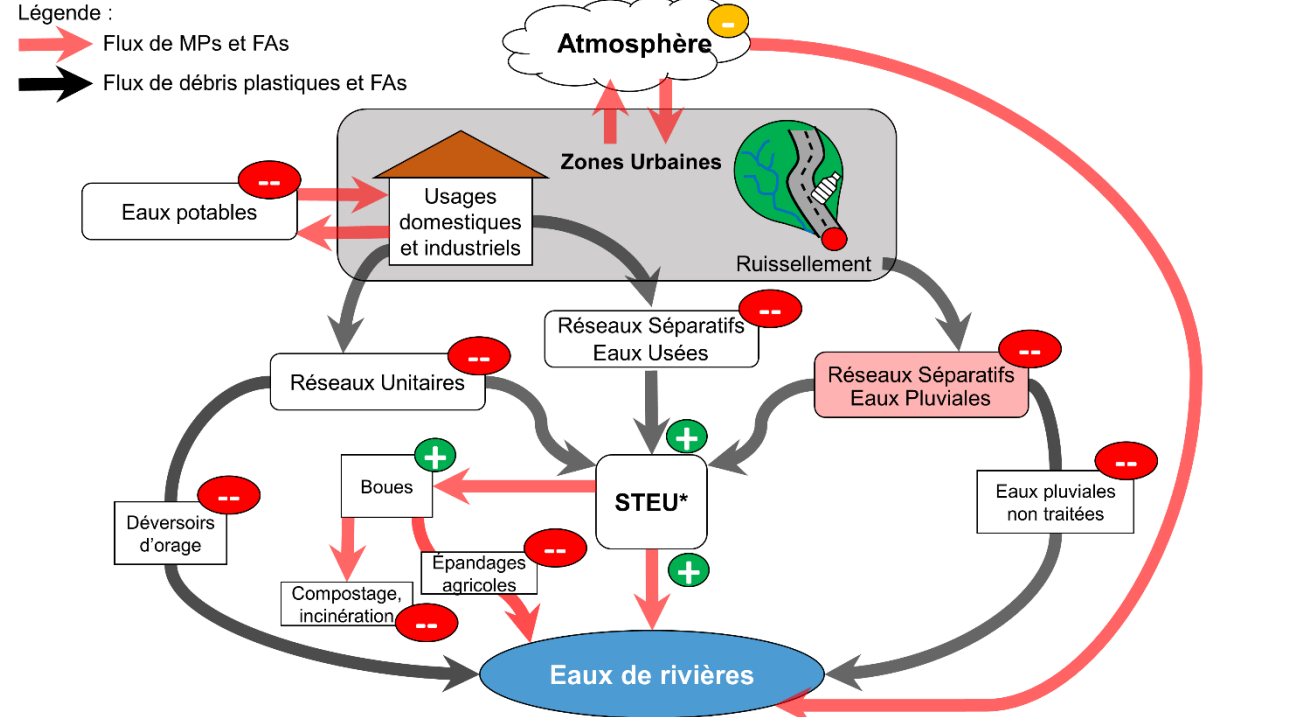 Légende :
Flux de MPs et FAs
Flux de débris plastiques et FAs
Atmosphère
-
Zones Urbaines
Usages
domestiques
et industriels
--
Eaux potables
Ruissellement
--
Réseaux Séparatifs
Eaux Usées
--
Réseaux Unitaires
--
Réseaux Séparatifs
Eaux Pluviales
+
+
Boues
STEU*
--
Eaux pluviales
non traitées
--
Déversoirs
d'orage
--
Épandages
agricoles
+
Compostage,
incinération
--
Eaux de rivières